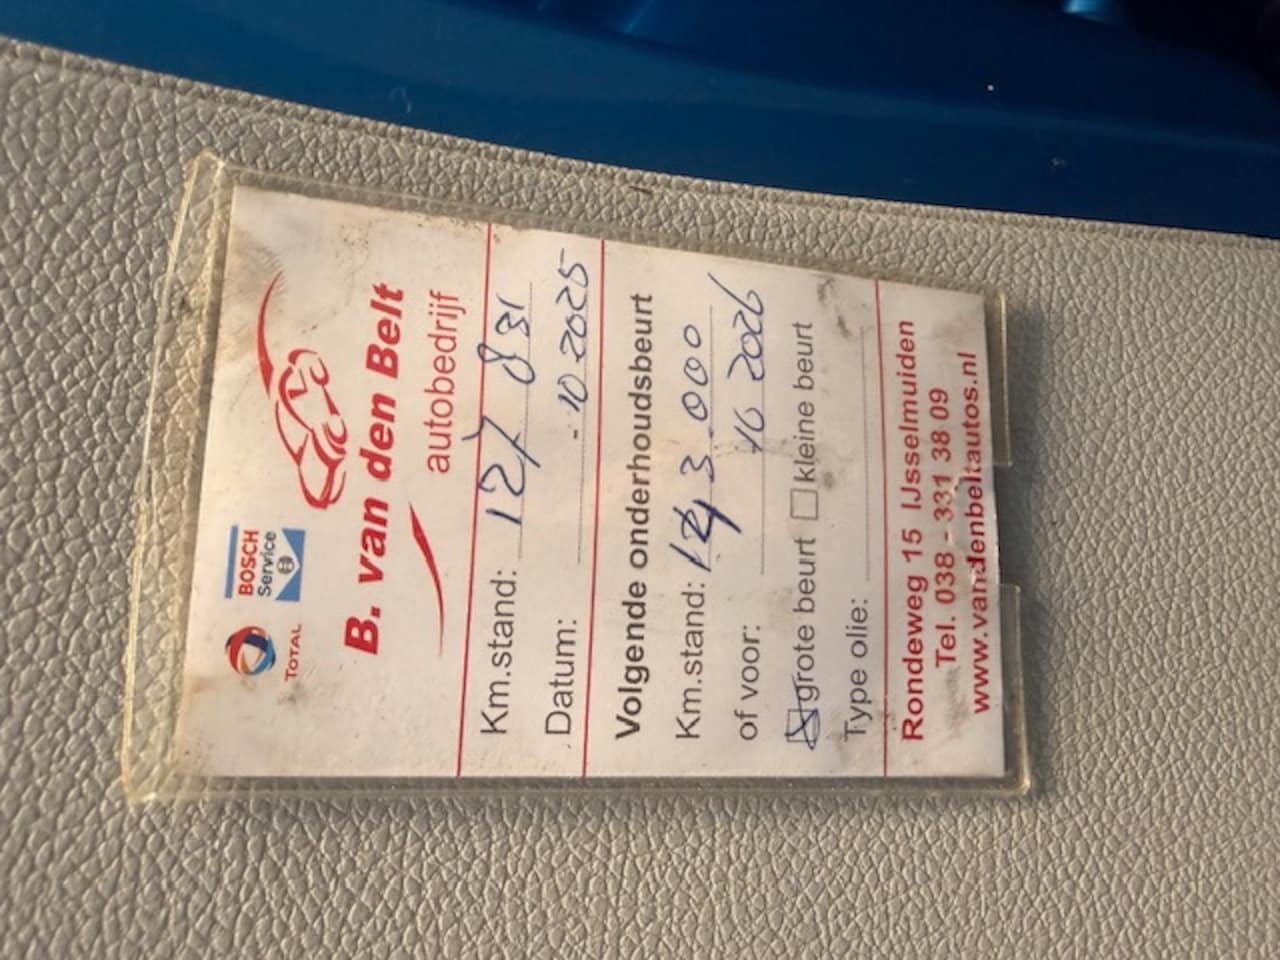 TOTAL
BOSCH
Service
B. van den Belt
autobedrijf
Km.stand: 127 831
Datum: - 10 2025
Volgende onderhoudsbeurt
Km.stand: 143.000
of voor: 10 2026
☒ grote beurt ☐ kleine beurt
Type olie:
Rondeweg 15 IJsselmuiden
Tel. 038 - 331 38 09
www.vandenbeltautos.nl